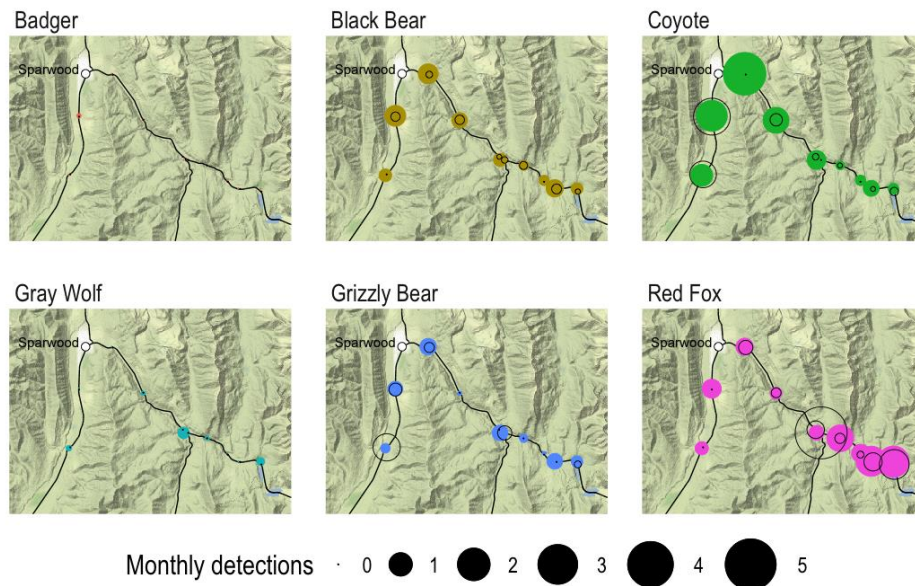 Badger Black Bear Coyote
Sparwood Sparwood Sparwood
Gray Wolf Grizzly Bear Red Fox
Sparwood Sparwood Sparwood
Monthly detections 0 1 2 3 4 5